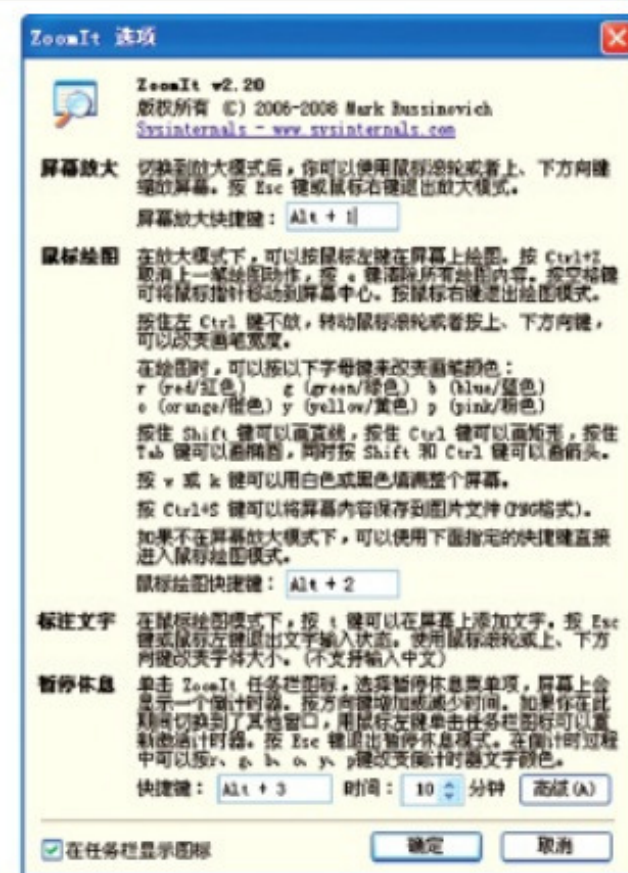 ZoomIt 选项
ZoomIt v2.20
版权所有 (C) 2006-2008 Mark Russinovich
Sysinternals - www.sysinternals.com
屏幕放大 切换到放大模式后，你可以使用鼠标滚轮或者上、下方向键
缩放屏幕。按 Esc 键或鼠标右键退出放大模式。
屏幕放大快捷键： Alt + 1
鼠标绘图 在放大模式下，可以按鼠标左键在屏幕上绘图。按 Ctrl+Z
取消上一笔绘图动作，按 e 键清除所有绘图内容。按空格键
可将鼠标指针移动到屏幕中心。按鼠标右键退出绘图模式。
按住左 Ctrl 键不放，转动鼠标滚轮或者按上、下方向键，
可以改变画笔宽度。
在绘图时，可以按以下字母键来改变画笔颜色：
r (red/红色) g (green/绿色) b (blue/蓝色)
o (orange/橙色) y (yellow/黄色) p (pink/粉色)
按住 Shift 键可以画直线，按住 Ctrl 键可以画矩形，按住
Tab 键可以画椭圆，同时按 Shift 和 Ctrl 键可以画箭头。
按 w 或 k 键可以用白色或黑色填满整个屏幕。
按 Ctrl+S 键可以将屏幕内容保存到图片文件(PNG格式)。
如果不在屏幕放大模式下，可以使用下面指定的快捷键直接
进入鼠标绘图模式。
鼠标绘图快捷键： Alt + 2
标注文字 在鼠标绘图模式下，按 t 键可以在屏幕上添加文字。按 Esc
键或鼠标左键退出文字输入状态。使用鼠标滚轮或上、下方
向键改变字体大小。(不支持输入中文)
暂停休息 单击 ZoomIt 任务栏图标，选择暂停休息菜单项，屏幕上会
显示一个倒计时器。按方向键增加或减少时间。如果你在此
期间切换到了其他窗口，用鼠标左键单击任务栏图标可以重
新激活计时器。按 Esc 键退出暂停休息模式。在倒计时过程
中可以按r、g、b、o、y、p键改变倒计时器文字颜色。
快捷键： Alt + 3 时间： 10 分钟 高级(A)
在任务栏显示图标 确定 取消